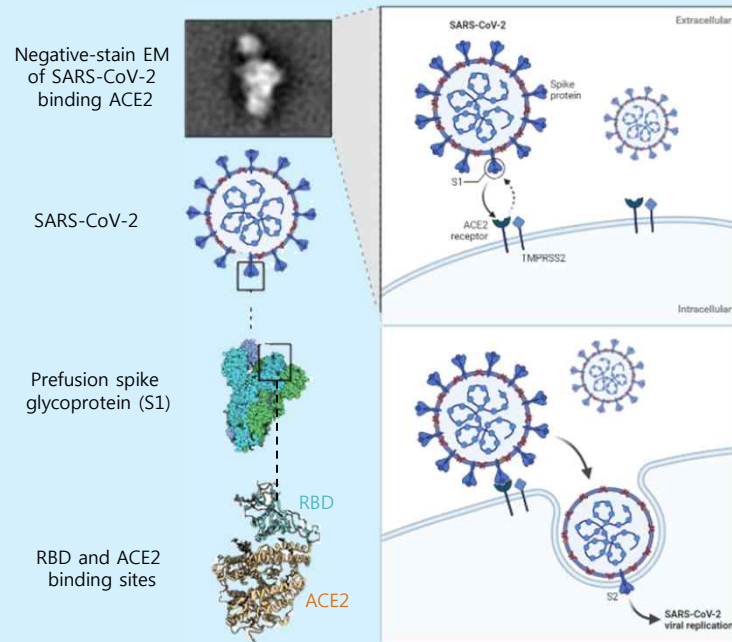 Negative-stain EM
of SARS-CoV-2
binding ACE2
SARS-CoV-2
Prefusion spike
glycoprotein (S1)
RBD
RBD and ACE2
binding sites
ACE2
SARS-CoV-2
Extracellular
Spike
protein
S1
ACE2
receptor
TMPRSS2
Intracellular
S2
SARS-CoV-2
viral replication